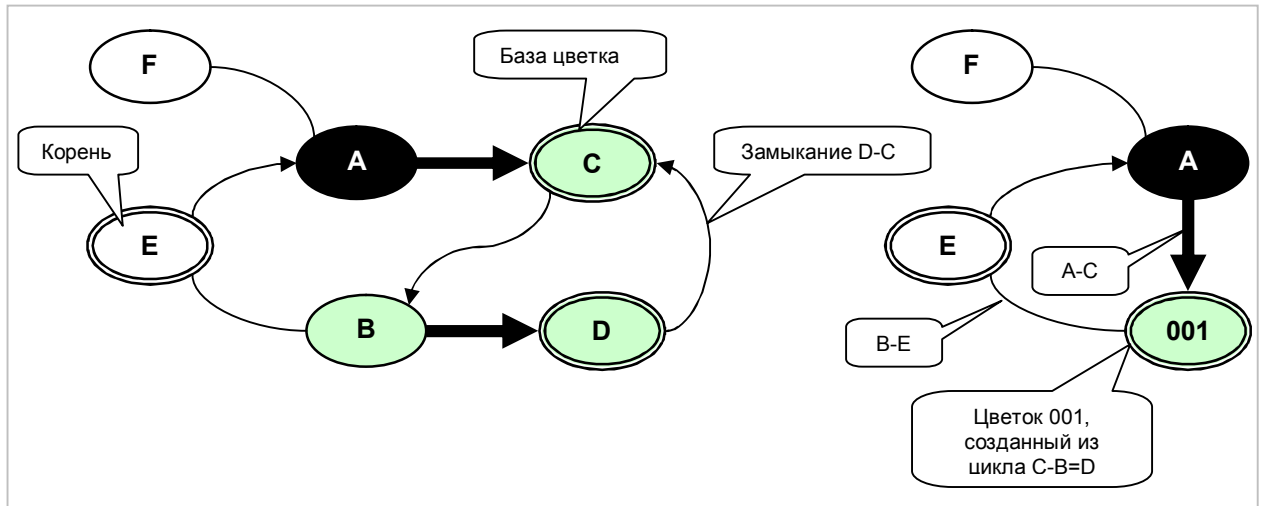 F
База цветка
Корень
A
C
Замыкание D-C
E
B
D
F
A
E
A-C
B-E
001
Цветок 001,
созданный из
цикла C-B=D